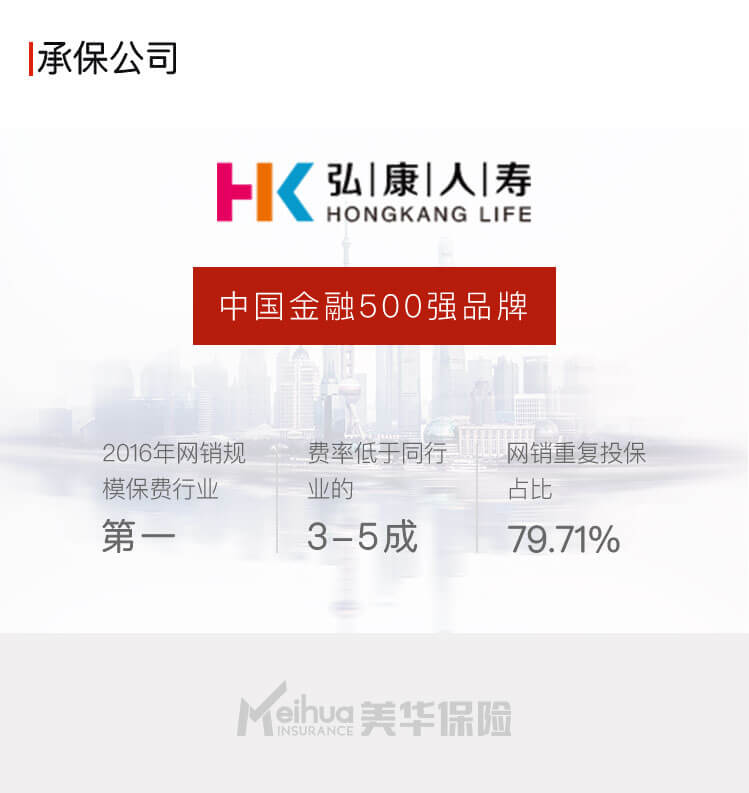 承保公司
HK 弘|康|人|寿
HONGKANG LIFE
中国金融500强品牌
2016年网销规
模保费行业
第一
费率低于同行
业的
3-5成
网销重复投保
占比
79.71%
Meihua 美华保险
INSURANCE